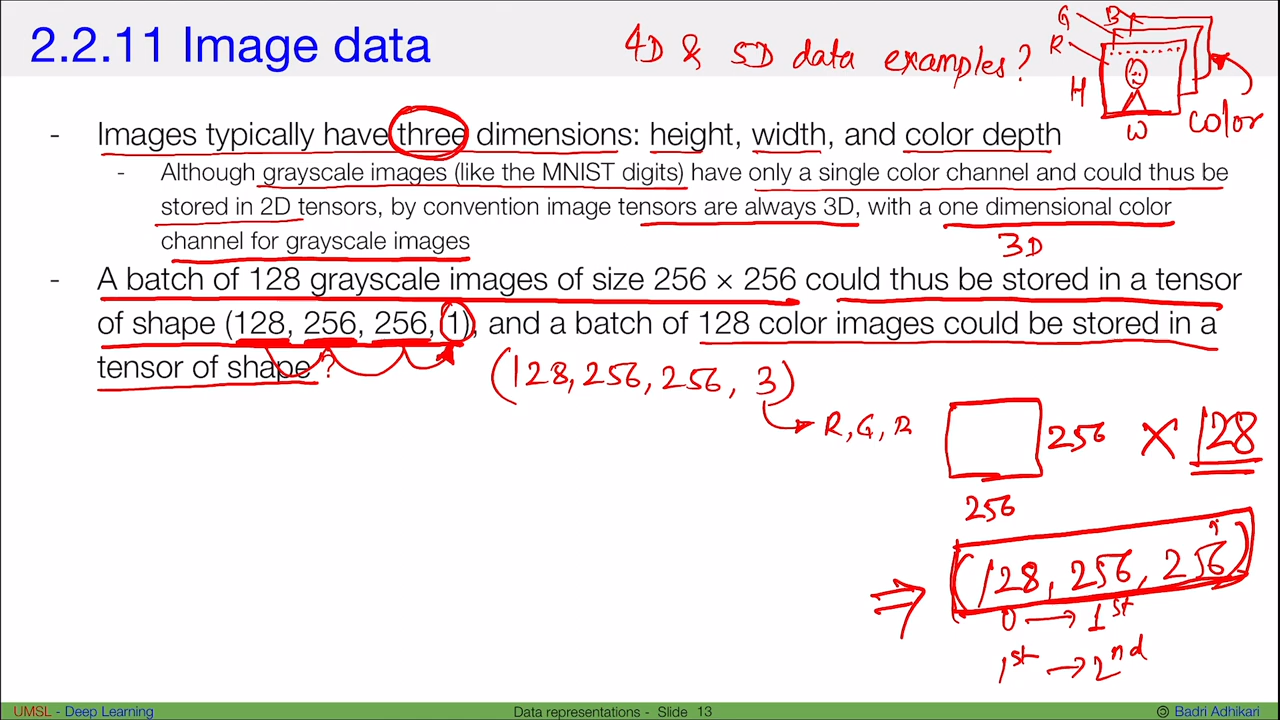 2.2.11 Image data
4D & 5D data examples?
G B
R
H
W
color
- Images typically have three dimensions: height, width, and color depth
- Although grayscale images (like the MNIST digits) have only a single color channel and could thus be
stored in 2D tensors, by convention image tensors are always 3D, with a one dimensional color
channel for grayscale images
3D
- A batch of 128 grayscale images of size 256 × 256 could thus be stored in a tensor
of shape (128, 256, 256, 1), and a batch of 128 color images could be stored in a
tensor of shape ?
(128, 256, 256, 3)
R, G,
256 × 128
256
⇒ (128, 256, 256)
0 → 1st
1st → 2nd
UMSL - Deep Learning
Data representations - Slide 13
@ Badri Adhikari